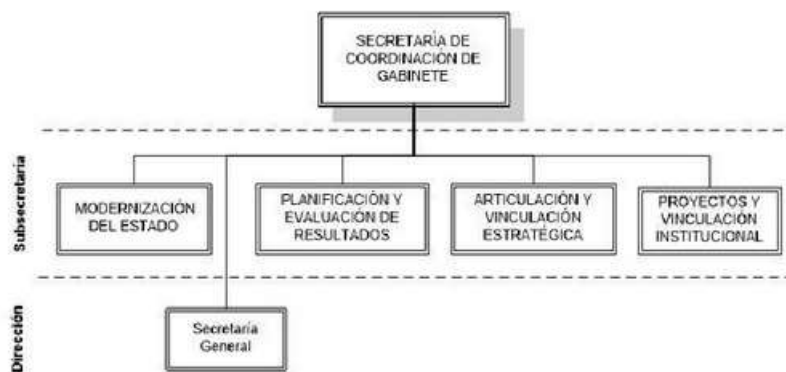 SECRETARÍA DE
COORDINACIÓN DE
GABINETE
Subsecretaría
MODERNIZACIÓN
DEL ESTADO
PLANIFICACIÓN Y
EVALUACIÓN DE
RESULTADOS
ARTICULACIÓN Y
VINCULACIÓN
ESTRATÉGICA
PROYECTOS Y
VINCULACIÓN
INSTITUCIONAL
Dirección
Secretaría
General